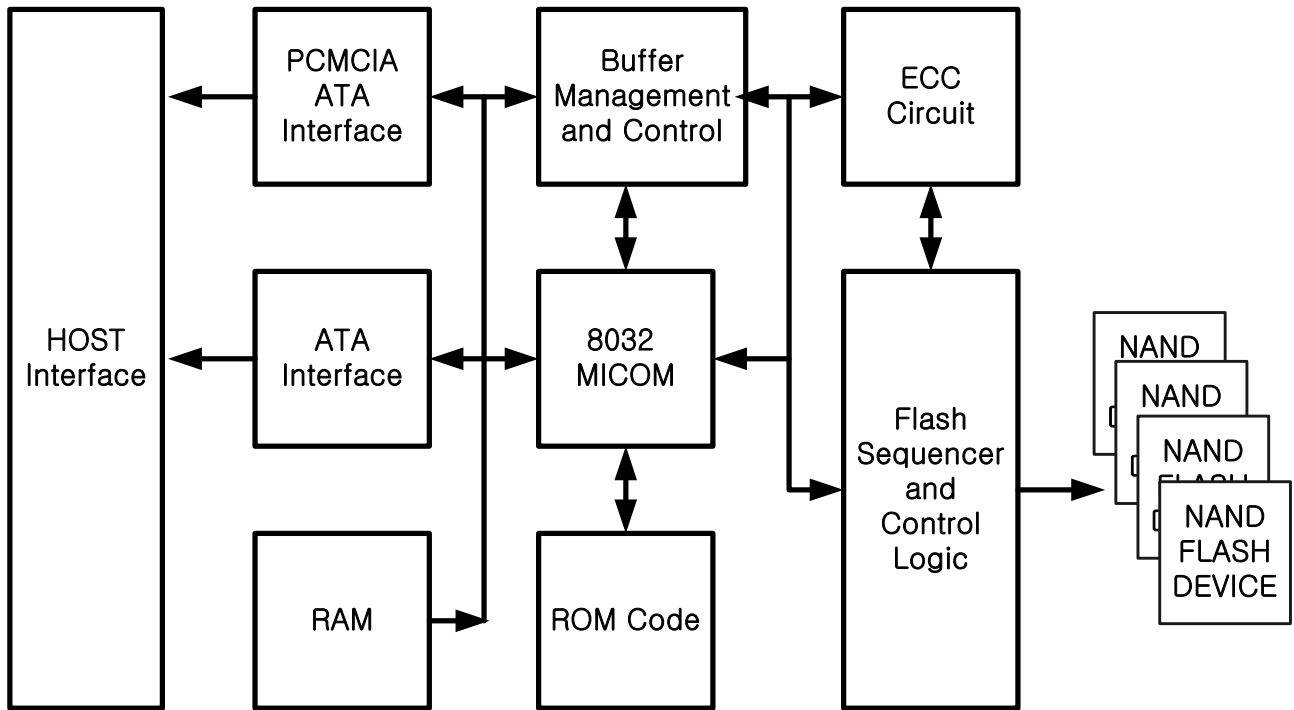 PCMCIA
ATA
Interface
Buffer
Management
and Control
ECC
Circuit
HOST
Interface
ATA
Interface
8032
MICOM
Flash
Sequencer
and
Control
Logic
RAM
ROM Code
NAND
NAND
NAND
FLASH
NAND
FLASH
DEVICE